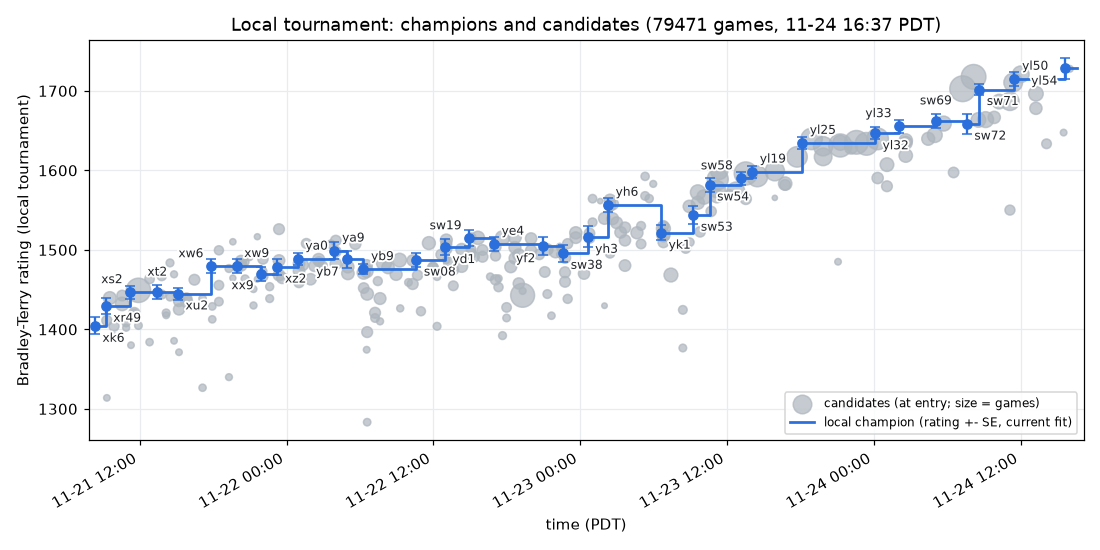 Local tournament: champions and candidates (79471 games, 11-24 16:37 PDT)
Bradley-Terry rating (local tournament)
1700
1600
1500
1400
1300
xk6
xr49
xs2
xt2
xu2
xw6
xx9
xw9
xz2
ya0
yb7
ya9
yb9
sw08
sw19
yd1
ye4
yf2
sw38
yh3
yh6
yk1
sw53
sw58
sw54
yl19
yl25
yl32
yl33
sw69
sw72
sw71
yl50
yl54
candidates (at entry; size = games)
local champion (rating +- SE, current fit)
11-21 12:00
11-22 00:00
11-22 12:00
11-23 00:00
11-23 12:00
11-24 00:00
11-24 12:00
time (PDT)